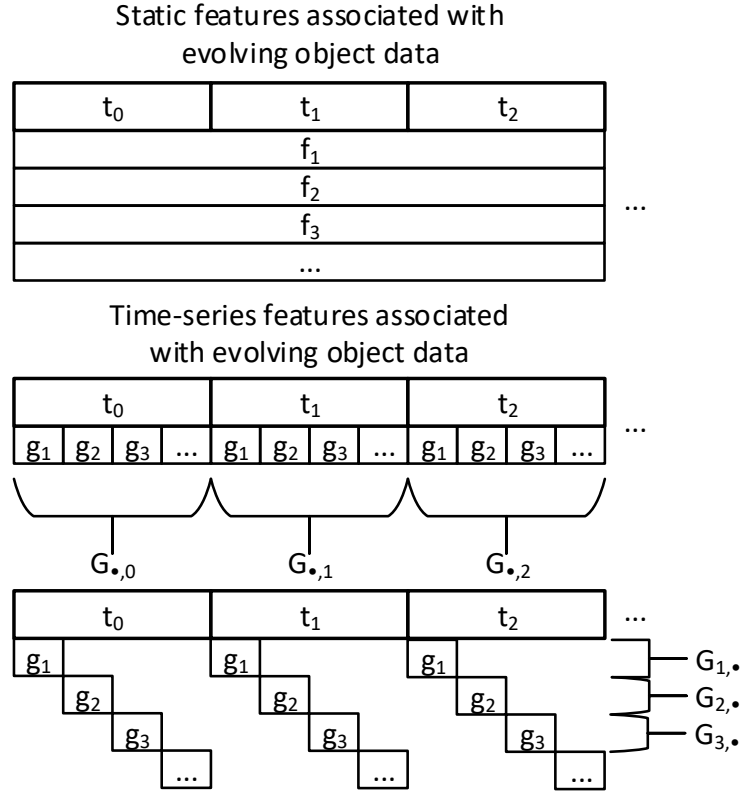 Static features associated with
evolving object data
t₀ t₁ t₂
f₁
f₂
f₃ ...
...
Time-series features associated
with evolving object data
t₀ t₁ t₂ ...
g₁ g₂ g₃ ... g₁ g₂ g₃ ... g₁ g₂ g₃ ...
G•,₀ G•,₁ G•,₂
t₀ t₁ t₂ ...
g₁ g₁ g₁ G₁,•
g₂ g₂ g₂ G₂,•
g₃ g₃ g₃ G₃,•
... ... ...